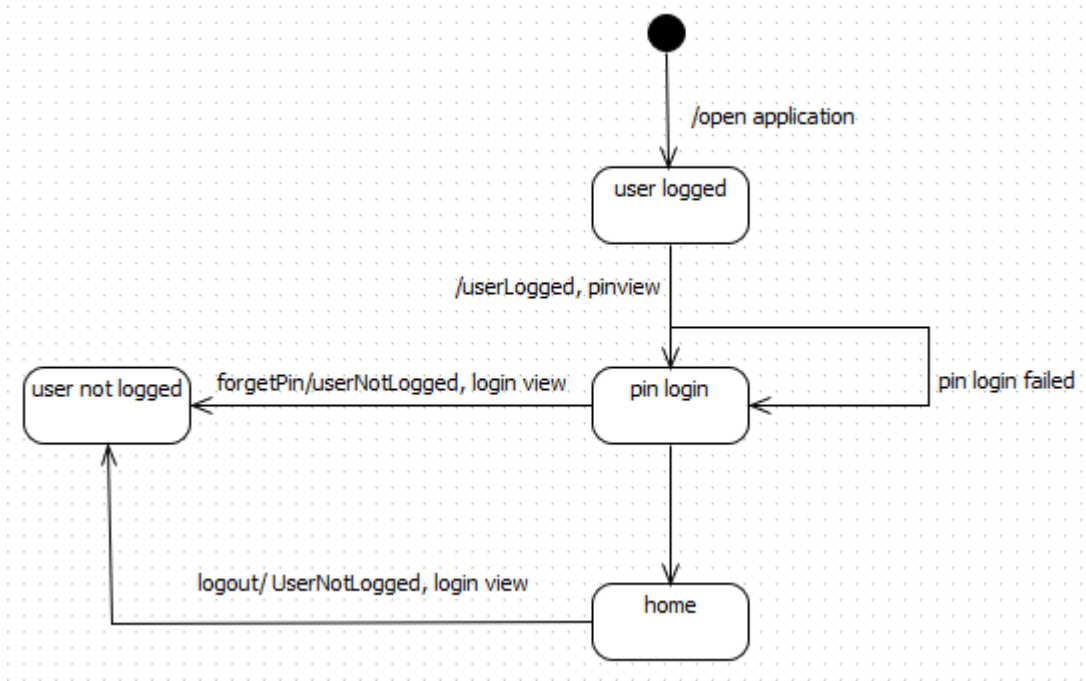 /open application
user logged
/userLogged, pinview
user not logged
forgetPin/userNotLogged, login view
pin login
pin login failed
logout/ UserNotLogged, login view
home